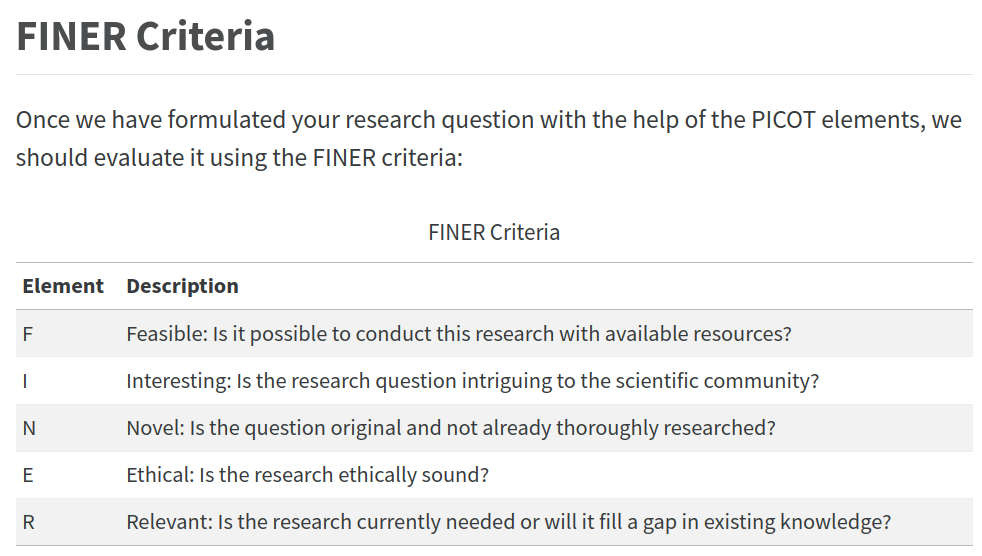 FINER Criteria
Once we have formulated your research question with the help of the PICOT elements, we
should evaluate it using the FINER criteria:
FINER Criteria
Element Description
F Feasible: Is it possible to conduct this research with available resources?
I Interesting: Is the research question intriguing to the scientific community?
N Novel: Is the question original and not already thoroughly researched?
E Ethical: Is the research ethically sound?
R Relevant: Is the research currently needed or will it fill a gap in existing knowledge?